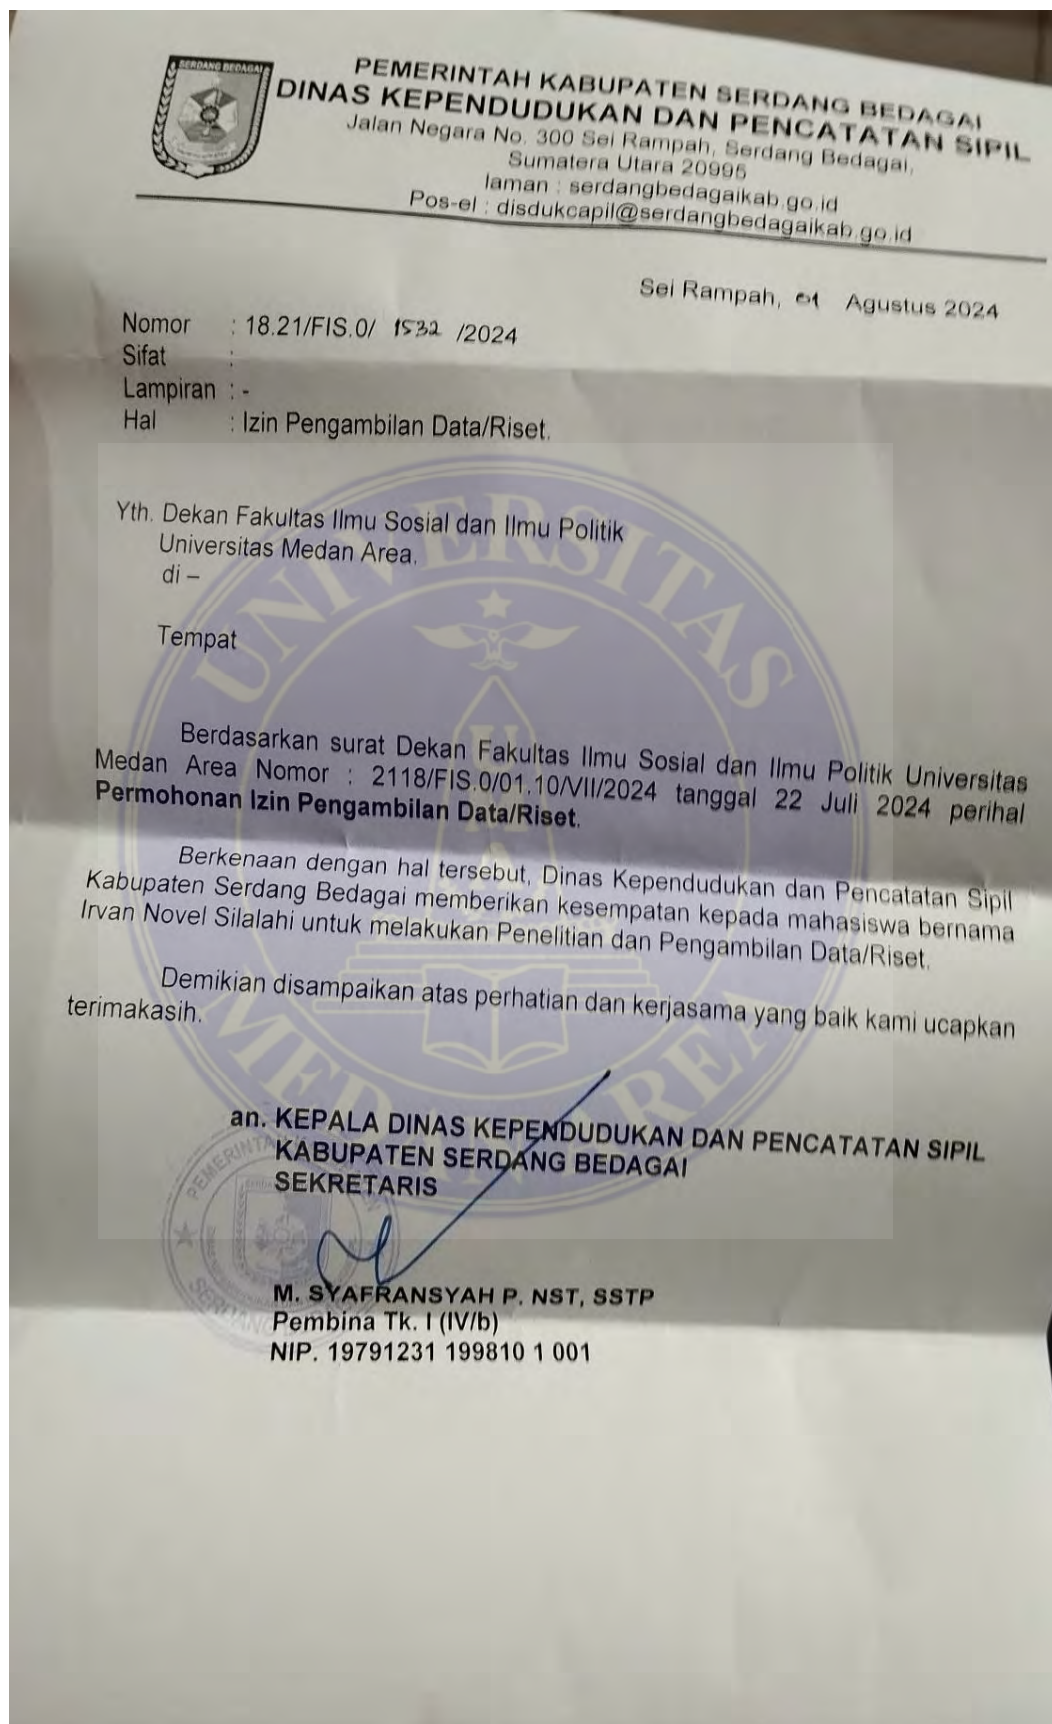 SERDANG BEDAGAI
PEMERINTAH KABUPATEN SERDANG BEDAGAI
DINAS KEPENDUDUKAN DAN PENCATATAN SIPIL
Jalan Negara No. 300 Sei Rampah, Serdang Bedagai,
Sumatera Utara 20995
laman : serdangbedagaikab.go.id
Pos-el : disdukcapil@serdangbedagaikab.go.id
Sei Rampah, 01 Agustus 2024
Nomor : 18.21/FIS.0/ 1532 /2024
Sifat :
Lampiran : -
Hal : Izin Pengambilan Data/Riset.
Yth. Dekan Fakultas Ilmu Sosial dan Ilmu Politik
Universitas Medan Area.
di –
Tempat
Berdasarkan surat Dekan Fakultas Ilmu Sosial dan Ilmu Politik Universitas
Medan Area Nomor : 2118/FIS.0/01.10/VII/2024 tanggal 22 Juli 2024 perihal
Permohonan Izin Pengambilan Data/Riset.
Berkenaan dengan hal tersebut, Dinas Kependudukan dan Pencatatan Sipil
Kabupaten Serdang Bedagai memberikan kesempatan kepada mahasiswa bernama
Irvan Novel Silalahi untuk melakukan Penelitian dan Pengambilan Data/Riset.
Demikian disampaikan atas perhatian dan kerjasama yang baik kami ucapkan
terimakasih.
an. KEPALA DINAS KEPENDUDUKAN DAN PENCATATAN SIPIL
KABUPATEN SERDANG BEDAGAI
SEKRETARIS
M. SYAFRANSYAH P. NST, SSTP
Pembina Tk. I (IV/b)
NIP. 19791231 199810 1 001
UNIVERSITAS
MEDAN AREA